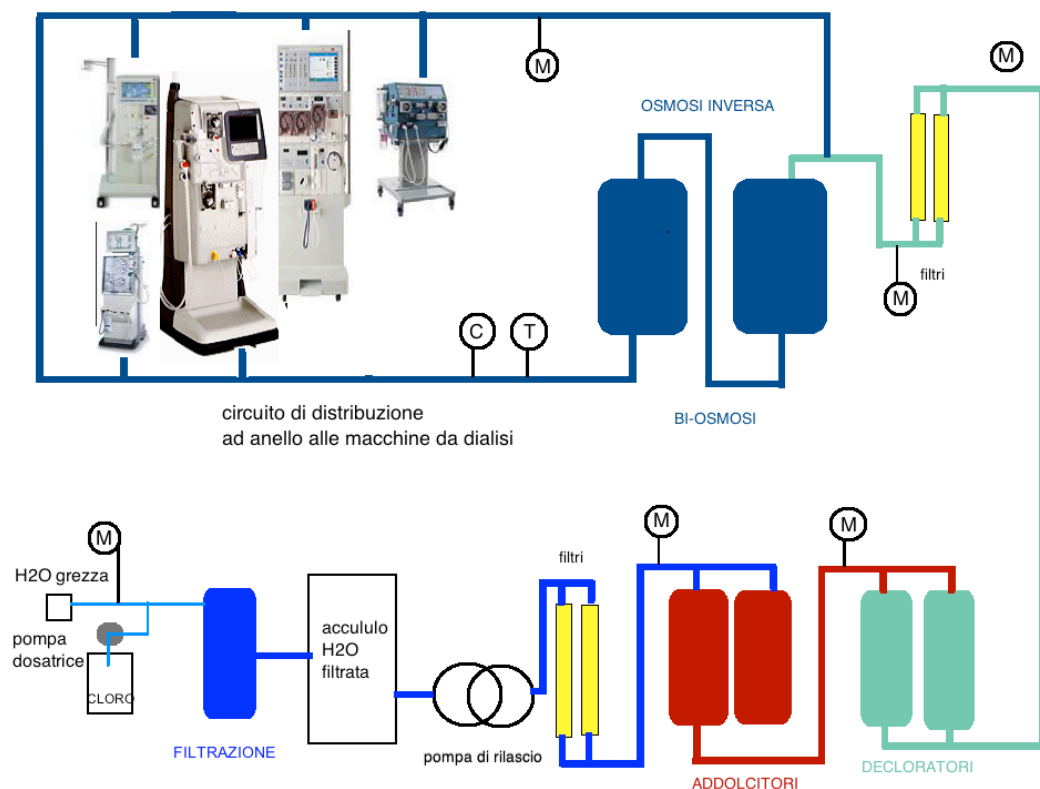 M
M
OSMOSI INVERSA
M
filtri
C
T
circuito di distribuzione
ad anello alle macchine da dialisi
BI-OSMOSI
M
M
M
filtri
H2O grezza
pompa
dosatrice
CLORO
accululo
H2O
filtrata
FILTRAZIONE
pompa di rilascio
ADDOLCITORI
DECLORATORI